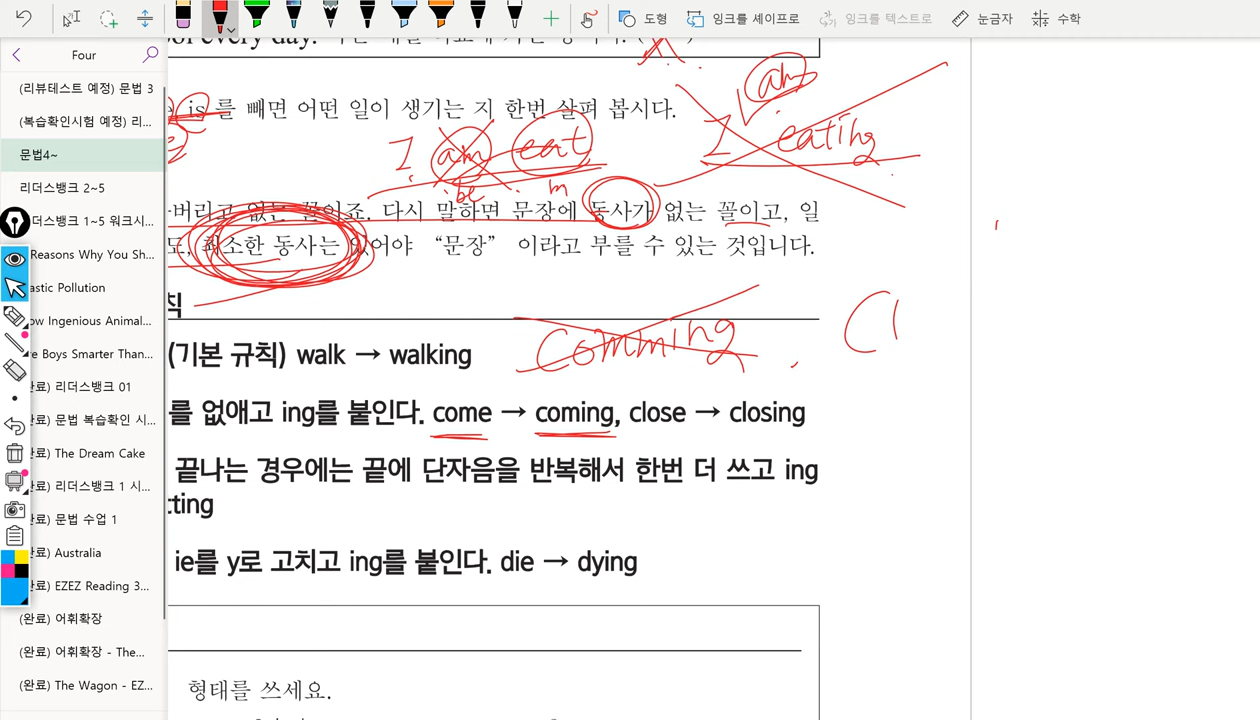 도형
잉크를 셰이프로
잉크를 텍스트로
눈금자
수학
Four
(리뷰테스트 예정) 문법 3
(복습확인시험 예정) 리...
문법4~
리더스뱅크 2~5
더스뱅크 1~5 워크시...
Reasons Why You Sh...
astic Pollution
ow Ingenious Animal...
re Boys Smarter Than...
료) 리더스뱅크 01
료) 문법 복습확인 시...
료) The Dream Cake
료) 리더스뱅크 1 시...
료) 문법 수업 1
료) Australia
료) EZEZ Reading 3...
(완료) 어휘확장
(완료) 어휘확장 - The...
(완료) The Wagon - EZ...
every day.
is 를 빼면 어떤 일이 생기는 지 한번 살펴 봅시다.
am
I am eat
I eating
be
버리고 없는 꼴이죠. 다시 말하면 문장에 동사가 없는 꼴이고, 일
도, 최소한 동사는 있어야 “문장” 이라고 부를 수 있는 것입니다.
칙
Comming
(기본 규칙) walk → walking
를 없애고 ing를 붙인다. come → coming, close → closing
끝나는 경우에는 끝에 단자음을 반복해서 한번 더 쓰고 ing
tting
ie를 y로 고치고 ing를 붙인다. die → dying
형태를 쓰세요.